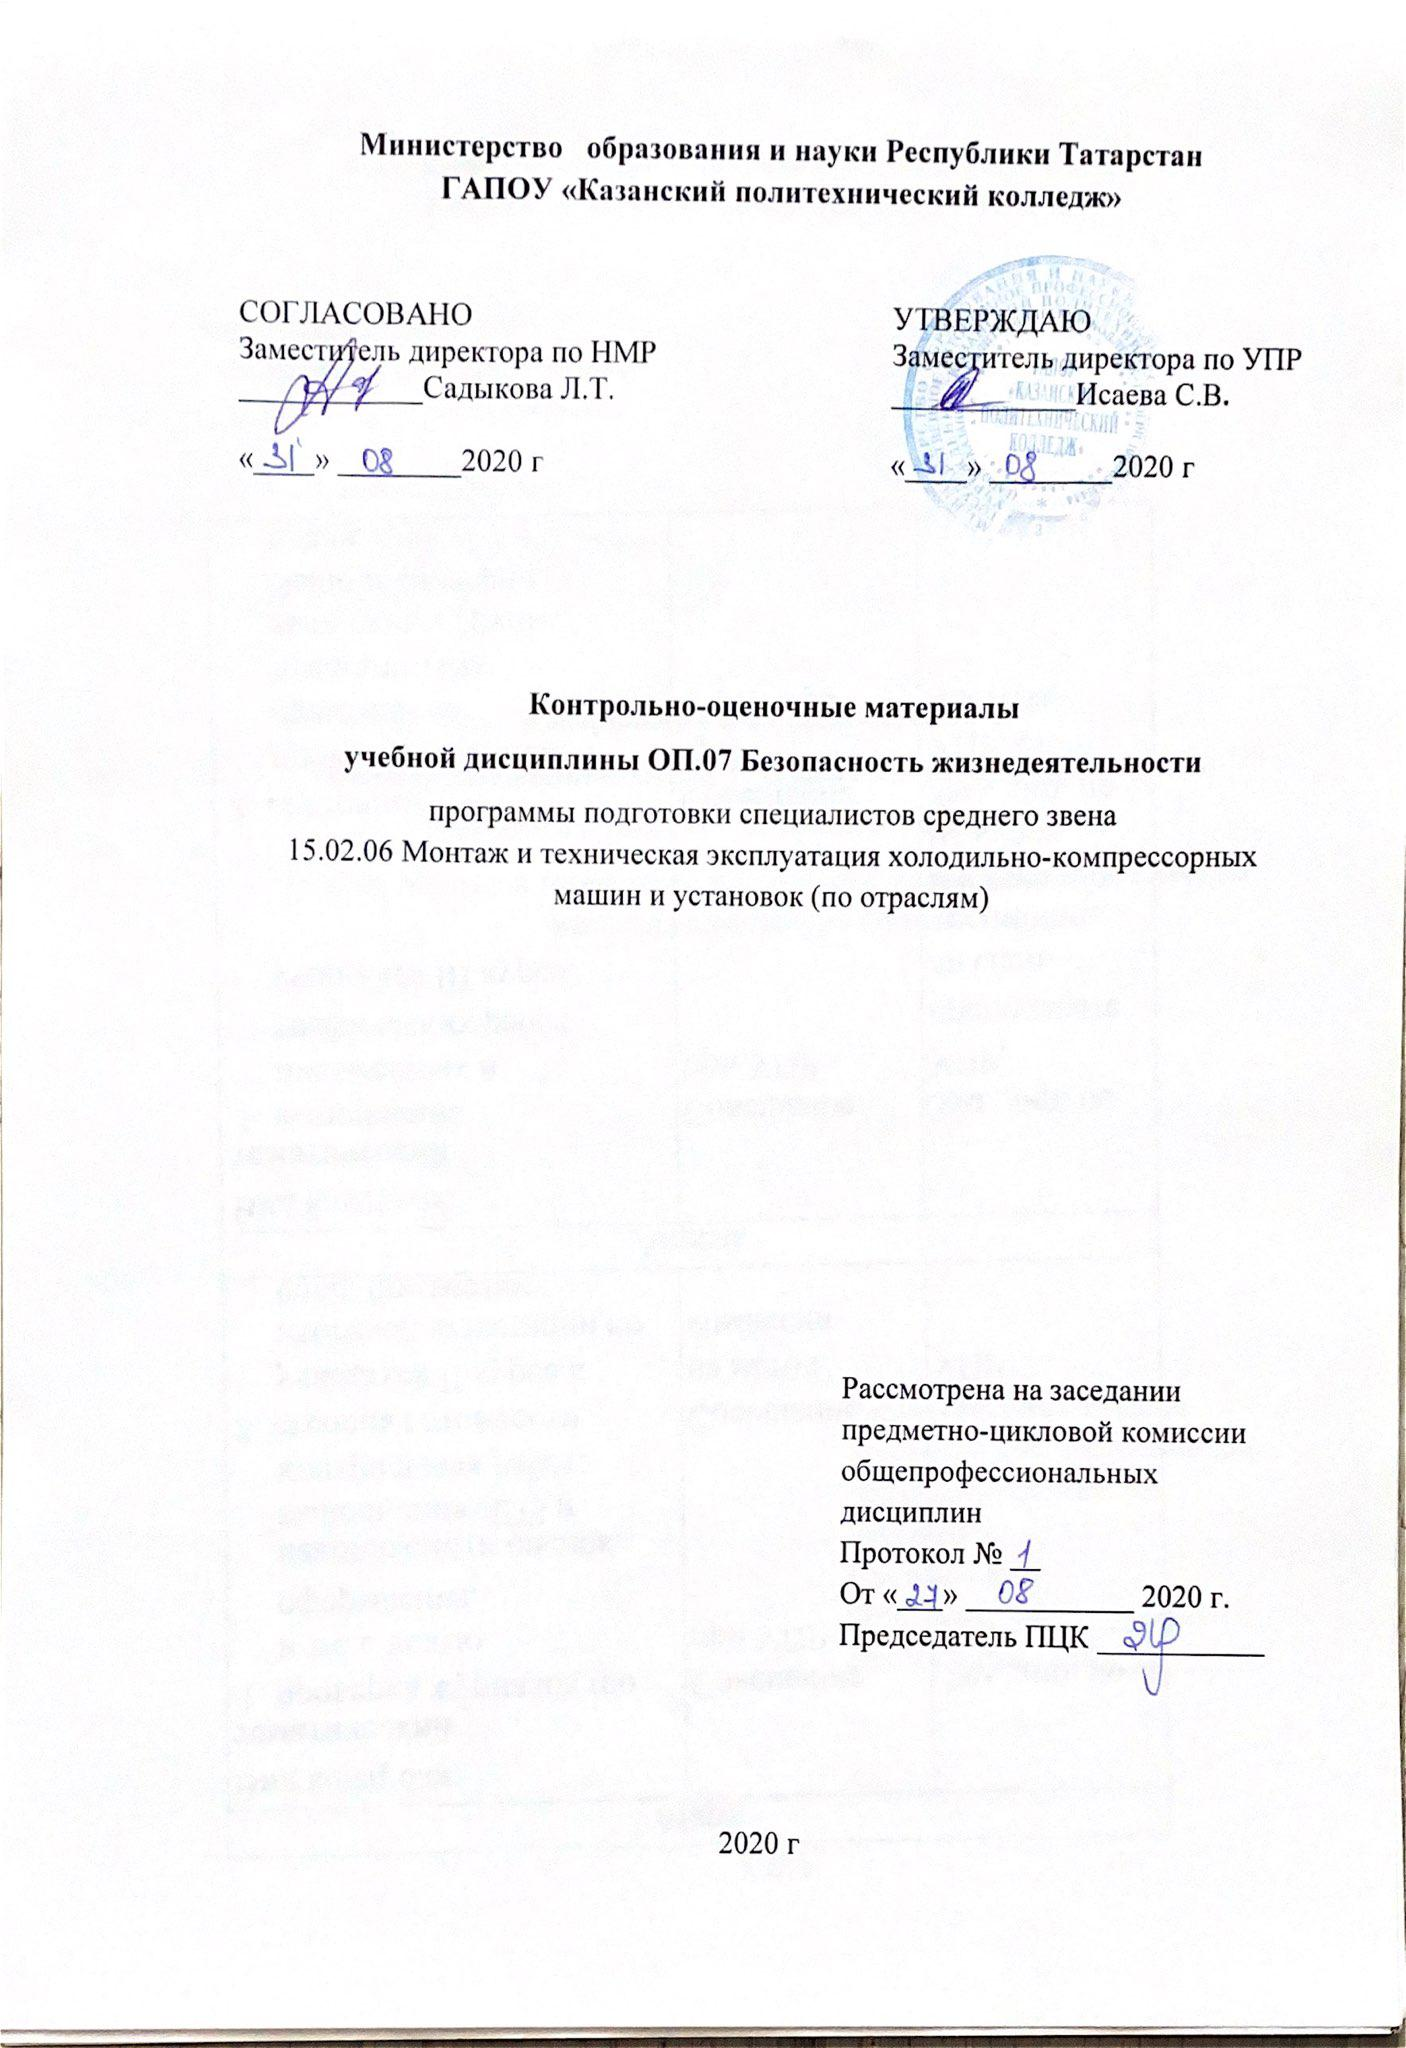 Министерство образования и науки Республики Татарстан
ГАПОУ «Казанский политехнический колледж»
СОГЛАСОВАНО
Заместитель директора по НМР
Садыкова Л.Т.
«31» 08 2020 г
УТВЕРЖДАЮ
Заместитель директора по УПР
Исаева С.В.
«31» 08 2020 г
«КАЗАНСКИЙ
ПОЛИТЕХНИЧЕСКИЙ
КОЛЛЕДЖ»
Контрольно-оценочные материалы
учебной дисциплины ОП.07 Безопасность жизнедеятельности
программы подготовки специалистов среднего звена
15.02.06 Монтаж и техническая эксплуатация холодильно-компрессорных
машин и установок (по отраслям)
Рассмотрена на заседании
предметно-цикловой комиссии
общепрофессиональных
дисциплин
Протокол № 1
От «27» 08 2020 г.
Председатель ПЦК
2020 г